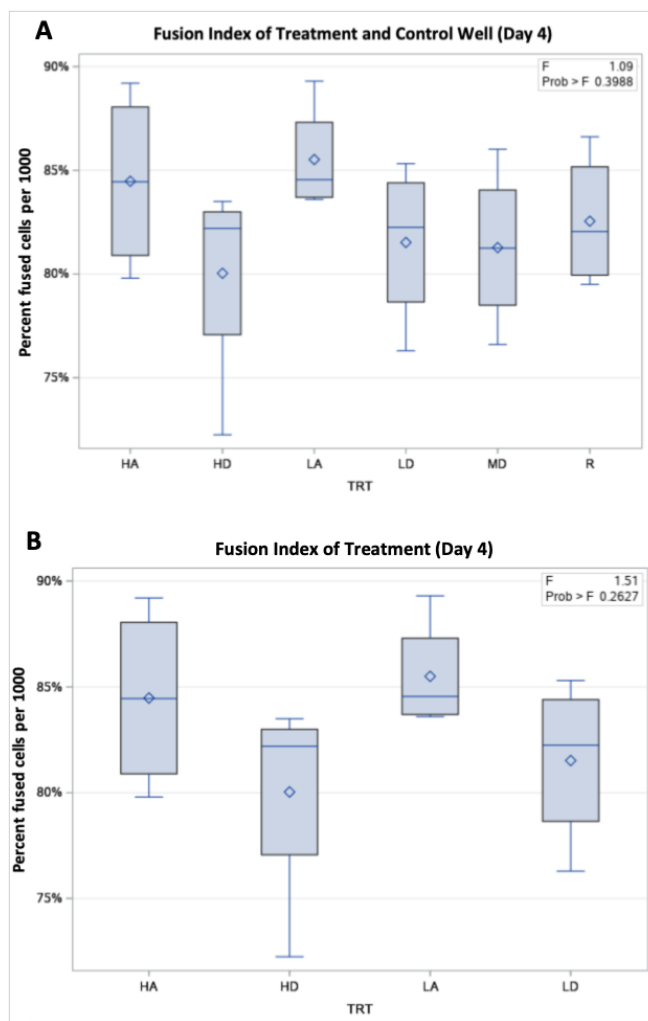 A
Fusion Index of Treatment and Control Well (Day 4)
F 1.09
Prob > F 0.3988
Percent fused cells per 1000
90%
85%
80%
75%
HA HD LA LD MD R
TRT
B
Fusion Index of Treatment (Day 4)
F 1.51
Prob > F 0.2627
Percent fused cells per 1000
90%
85%
80%
75%
HA HD LA LD
TRT